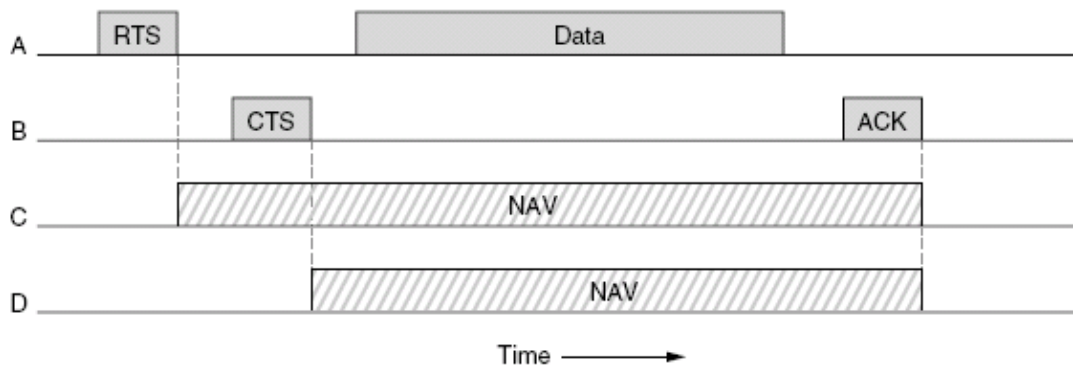 A RTS Data
B CTS ACK
C NAV
D NAV
Time